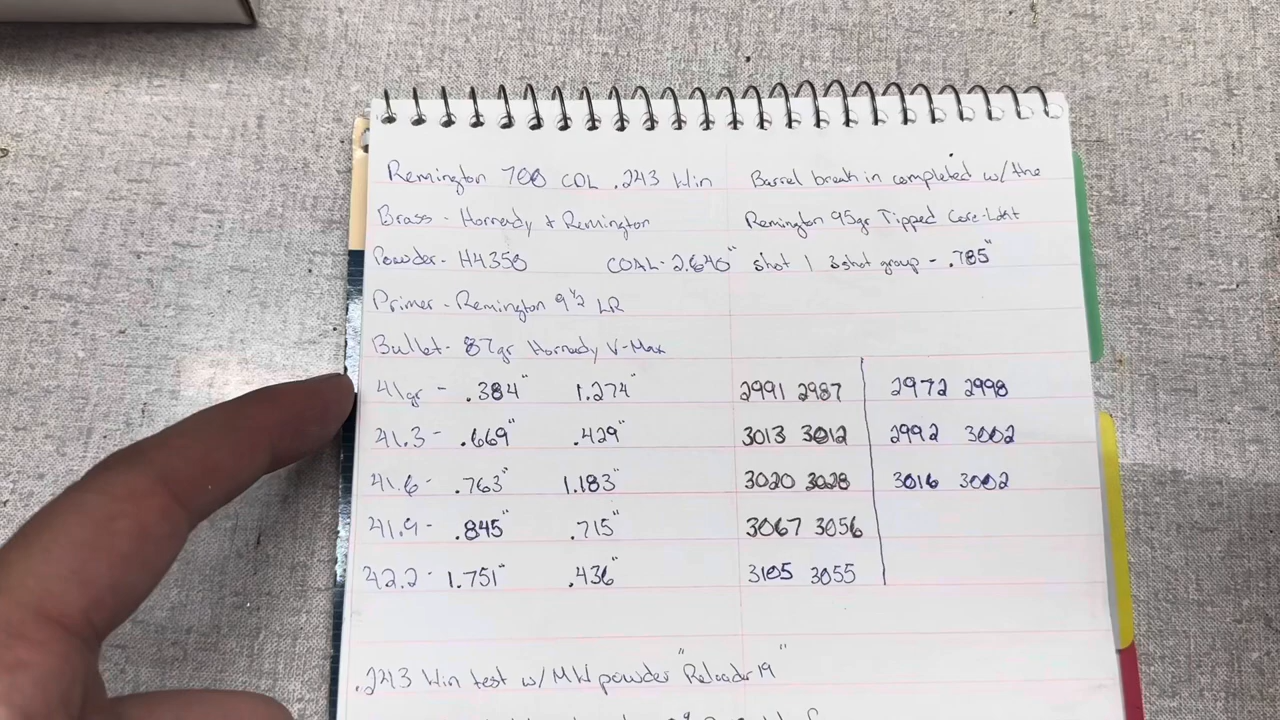 Remington 700 CDL .243 Win Barrel break in completed w/the
Brass - Hornady & Remington Remington 95gr Tipped Core-Lokt
Powder - H4350 COAL - 2.640" shot 1 3 shot group - .785"
Primer - Remington 9 1/2 LR
Bullet - 87gr Hornady V-Max
41gr - .384" 1.274" 2991 2987 2972 2998
41.3 - .669" .429" 3013 3012 2992 3002
41.6 - .763" 1.183" 3020 3028 3016 3002
41.9 - .845" .715" 3067 3056
42.2 - 1.751" .436" 3105 3055
.243 Win test w/ MW powder "Reloader 19"